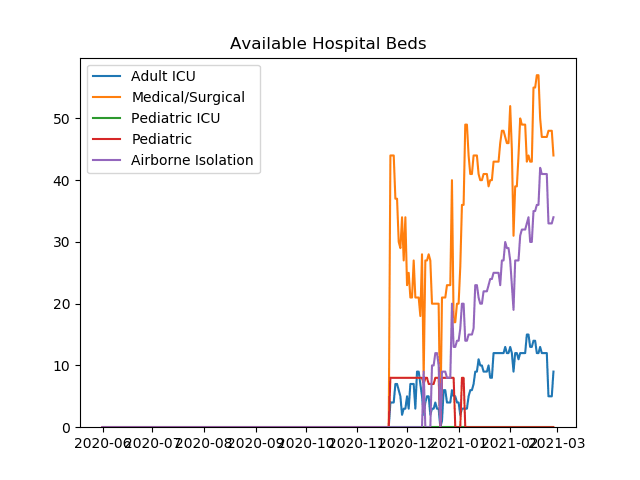 Available Hospital Beds
Adult ICU
Medical/Surgical
Pediatric ICU
Pediatric
Airborne Isolation
50
40
30
20
10
0
2020-06 2020-07 2020-08 2020-09 2020-10 2020-11 2020-12 2021-01 2021-02 2021-03